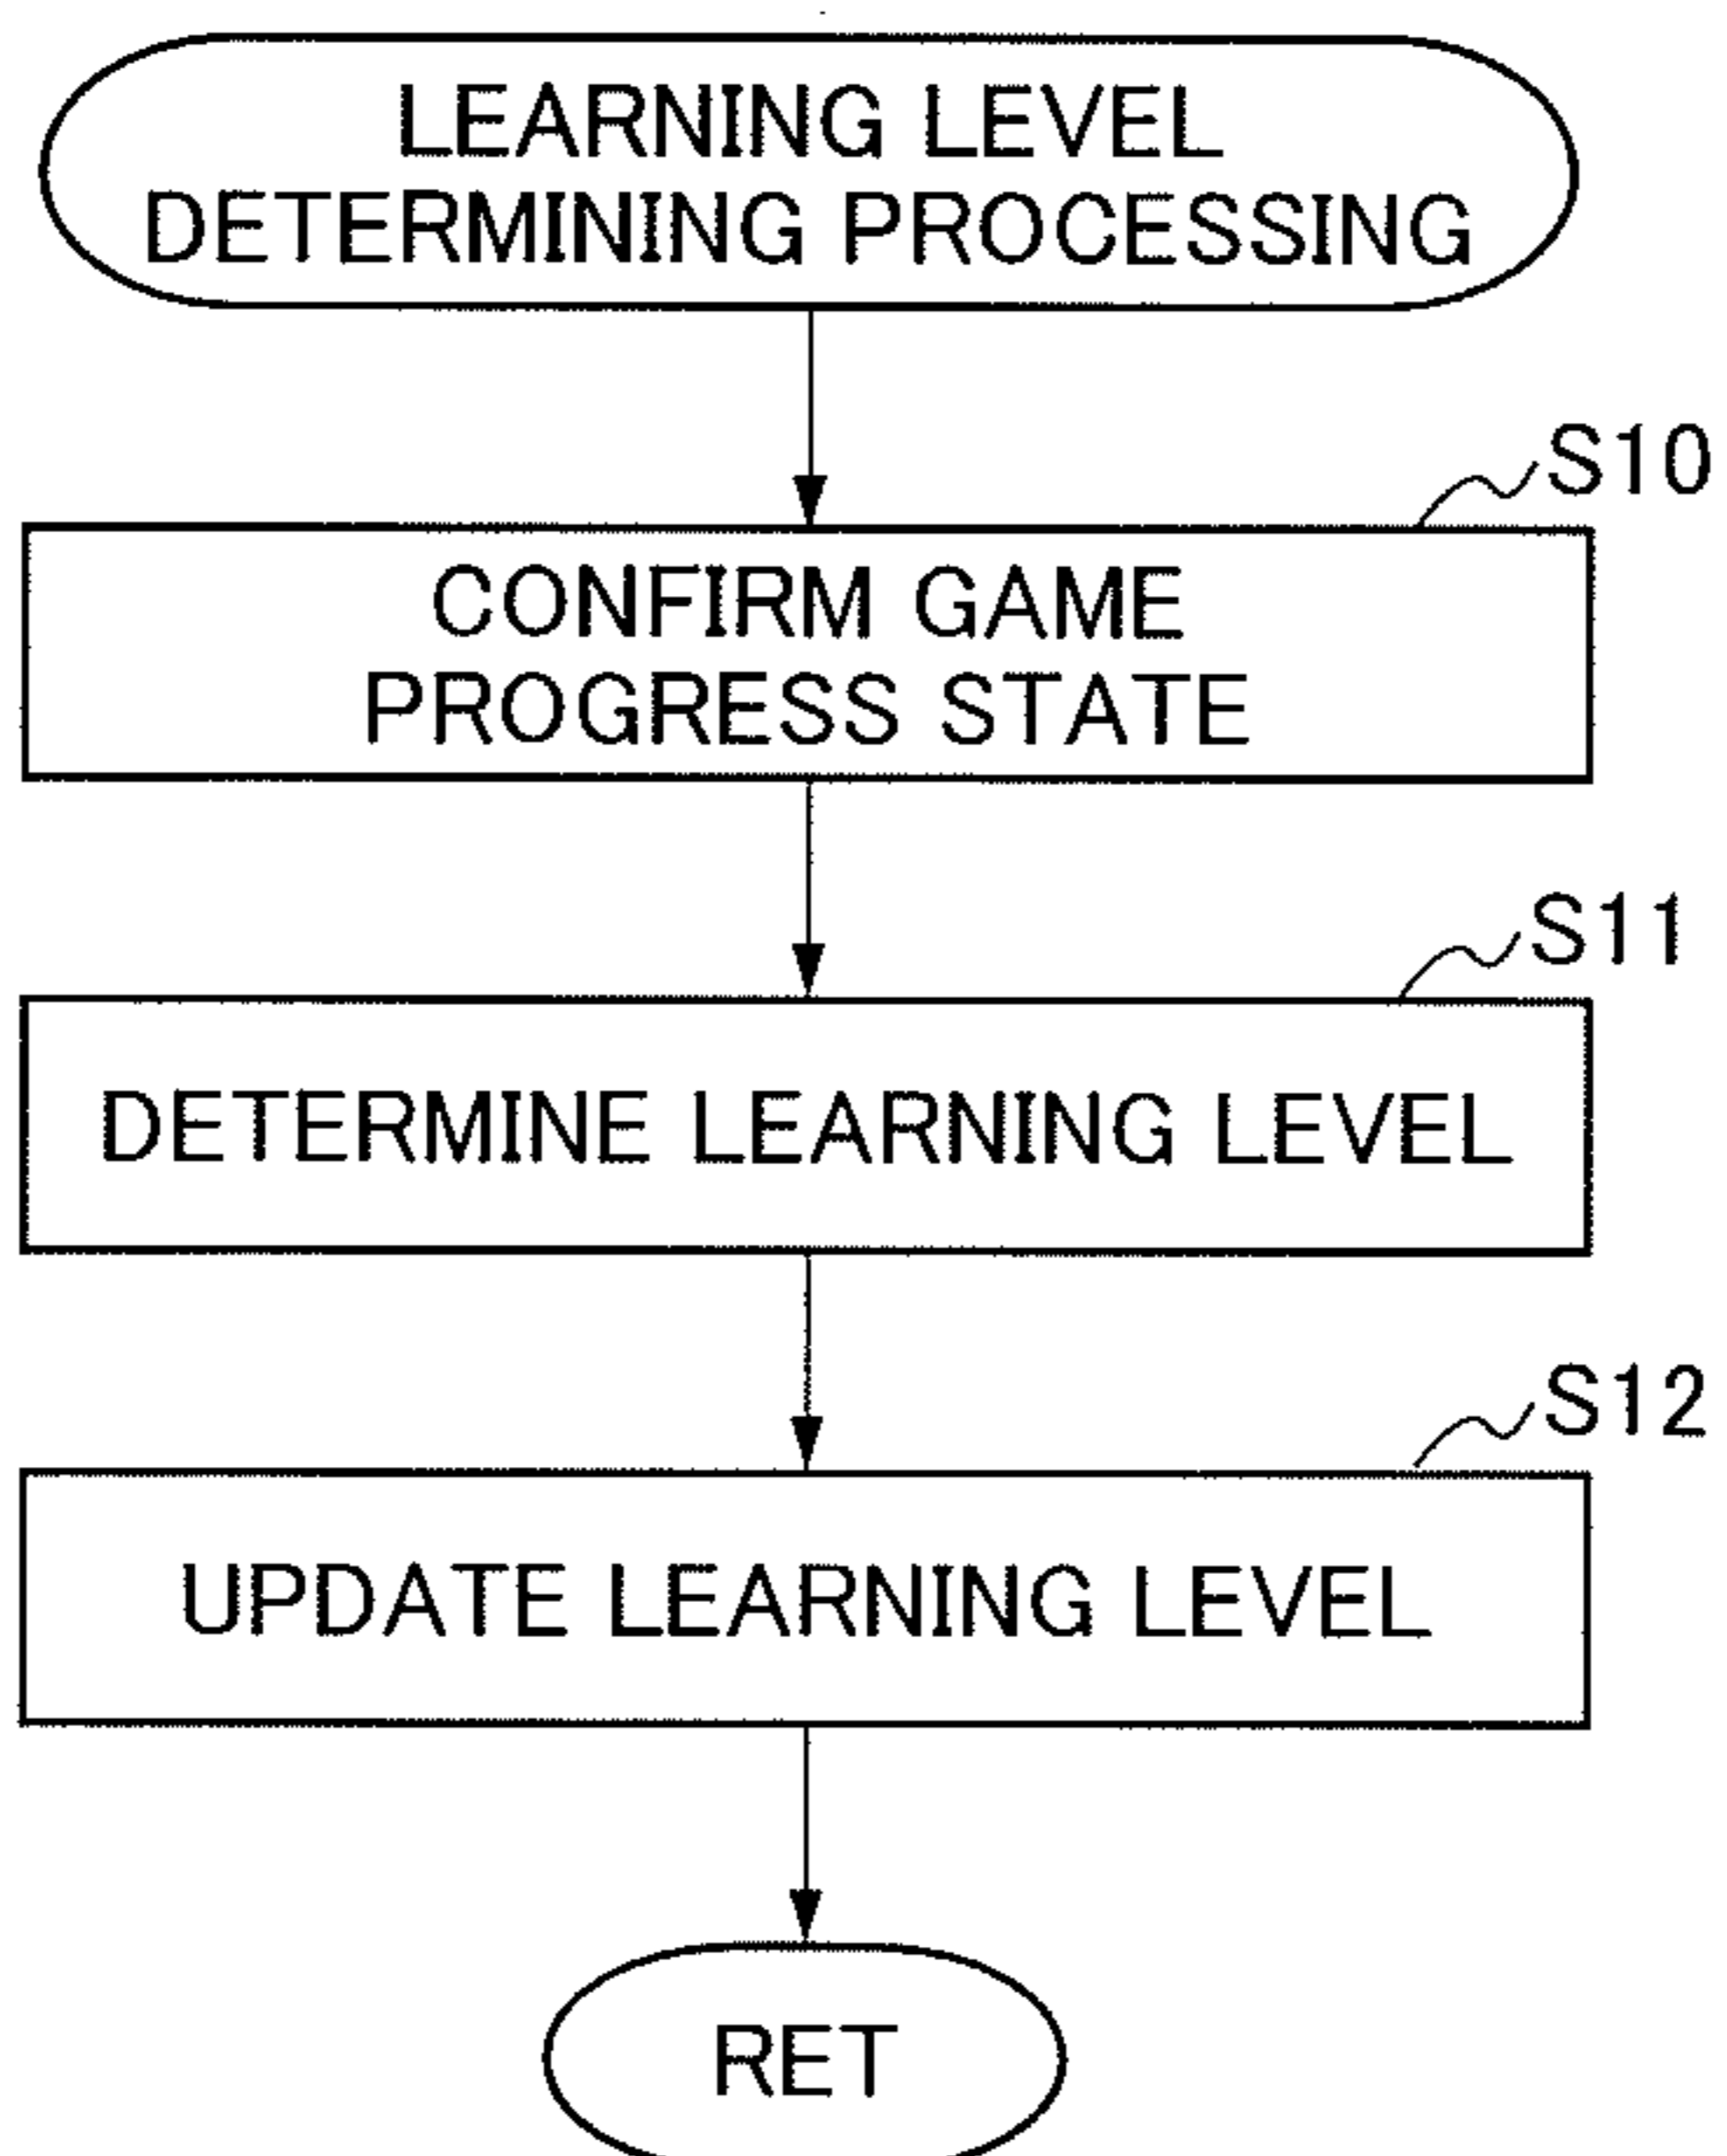 LEARNING LEVEL
DETERMINING PROCESSING
S10
CONFIRM GAME
PROGRESS STATE
S11
DETERMINE LEARNING LEVEL
S12
UPDATE LEARNING LEVEL
RET